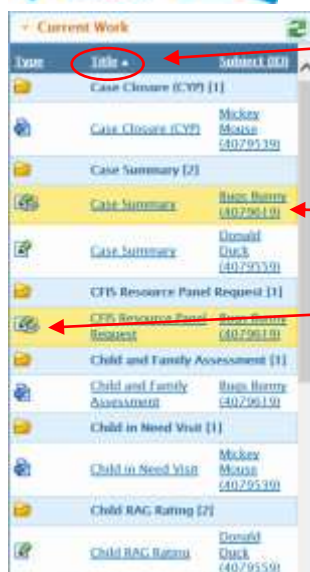 Current Work
Type Title Subject (ID)
Case Closure (CYP) [1]
Case Closure (CYP) Mickey Mouse (4079539)
Case Summary [2]
Case Summary Bugs Bunny (4079619)
Case Summary Donald Duck (4079559)
CFIS Resource Panel Request [1]
CFIS Resource Panel Request Bugs Bunny (4079619)
Child and Family Assessment [1]
Child and Family Assessment Bugs Bunny (4079619)
Child in Need Visit [1]
Child in Need Visit Mickey Mouse (4079539)
Child RAG Rating [2]
Child RAG Rating Donald Duck (4079559)